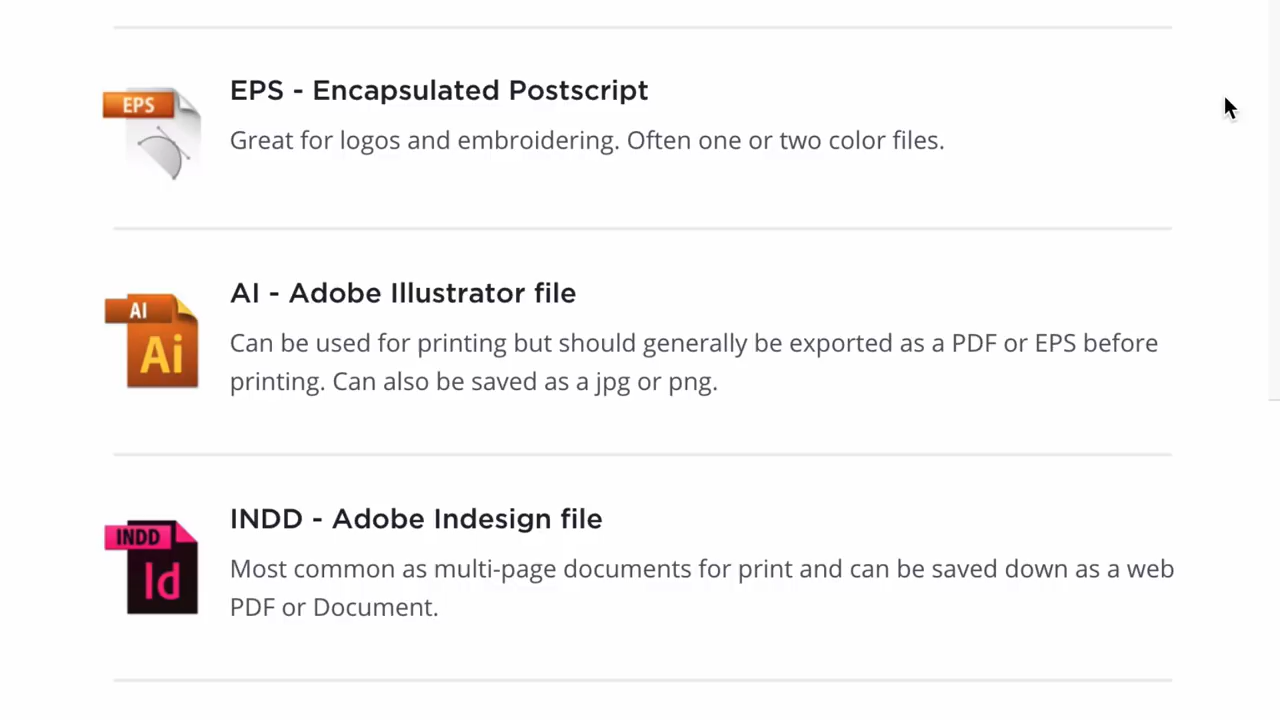 EPS
EPS - Encapsulated Postscript
Great for logos and embroidering. Often one or two color files.
AI
Ai
AI - Adobe Illustrator file
Can be used for printing but should generally be exported as a PDF or EPS before
printing. Can also be saved as a jpg or png.
INDD
Id
INDD - Adobe Indesign file
Most common as multi-page documents for print and can be saved down as a web
PDF or Document.